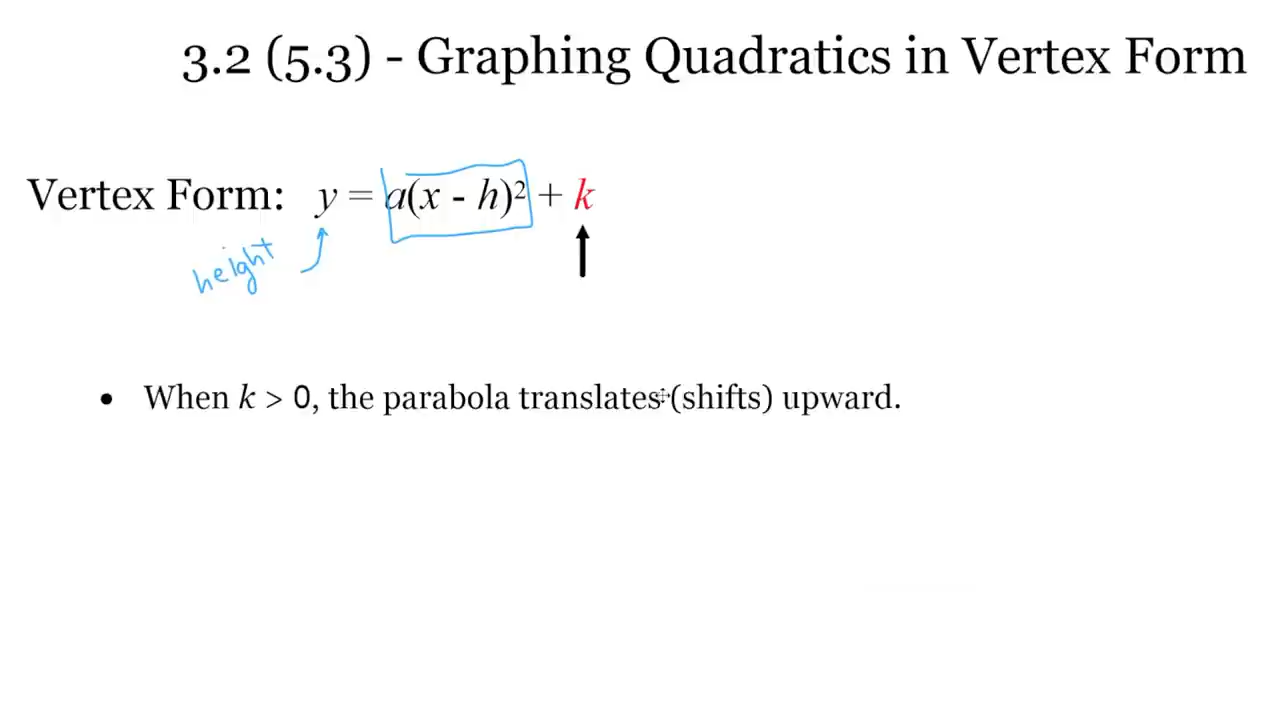 3.2 (5.3) - Graphing Quadratics in Vertex Form
Vertex Form: y = a(x - h)² + k
height
• When k > 0, the parabola translates (shifts) upward.